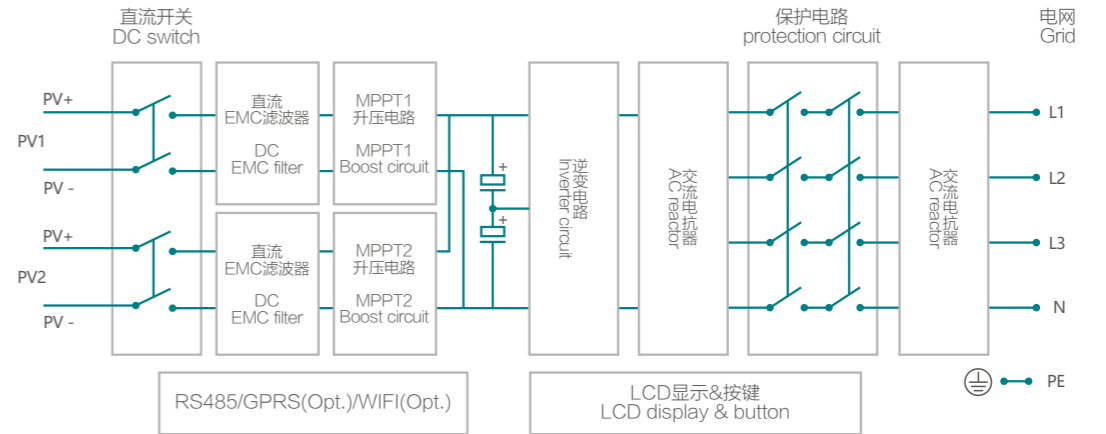 直流开关
DC switch
保护电路
protection circuit
电网
Grid
PV+
PV1
PV -
PV+
PV2
PV -
直流
EMC滤波器
DC
EMC filter
MPPT1
升压电路
MPPT1
Boost circuit
直流
EMC滤波器
DC
EMC filter
MPPT2
升压电路
MPPT2
Boost circuit
+
+
逆变电路
Inverter circuit
交流电抗器
AC reactor
交流电抗器
AC reactor
L1
L2
L3
N
PE
RS485/GPRS(Opt.)/WIFI(Opt.)
LCD显示&按键
LCD display & button